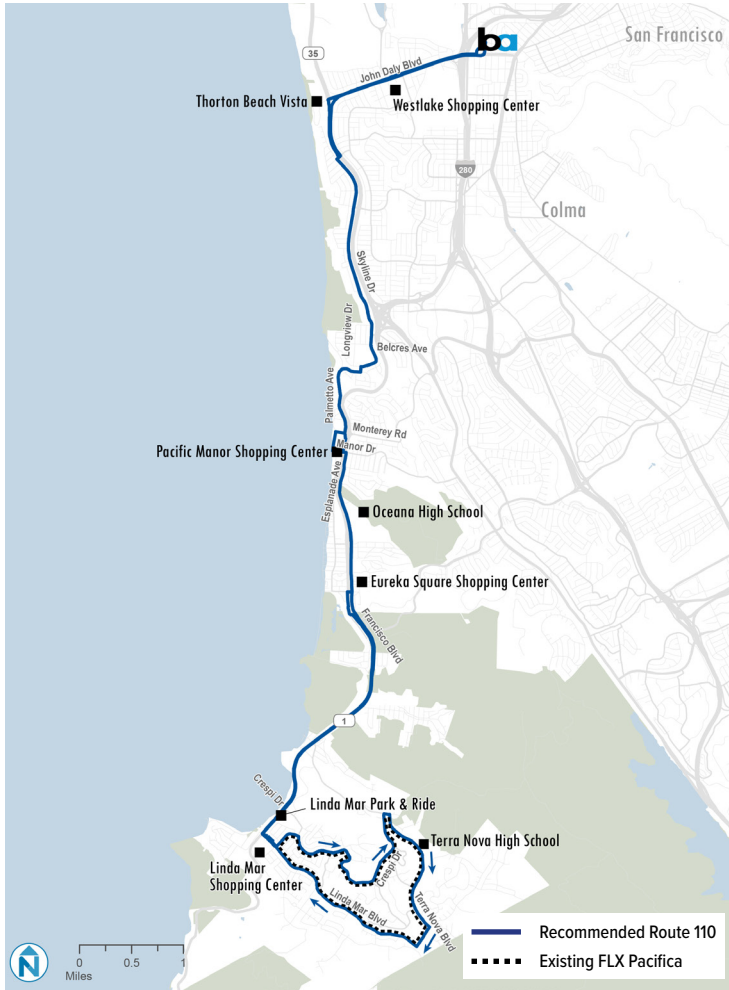 ba
San Francisco
35
John Daly Blvd
Thorton Beach Vista
Westlake Shopping Center
280
Colma
Skyline Dr
Longview Dr
Belcres Ave
Palmetto Ave
Monterey Rd
Manor Dr
Pacific Manor Shopping Center
Esplanade Ave
Oceana High School
Eureka Square Shopping Center
Francisco Blvd
1
Crespi Dr
Linda Mar Park & Ride
Terra Nova High School
Linda Mar
Shopping Center
Crespi Dr
Linda Mar Blvd
Terra Nova Blvd
N
0 0.5 1
Miles
Recommended Route 110
Existing FLX Pacifica